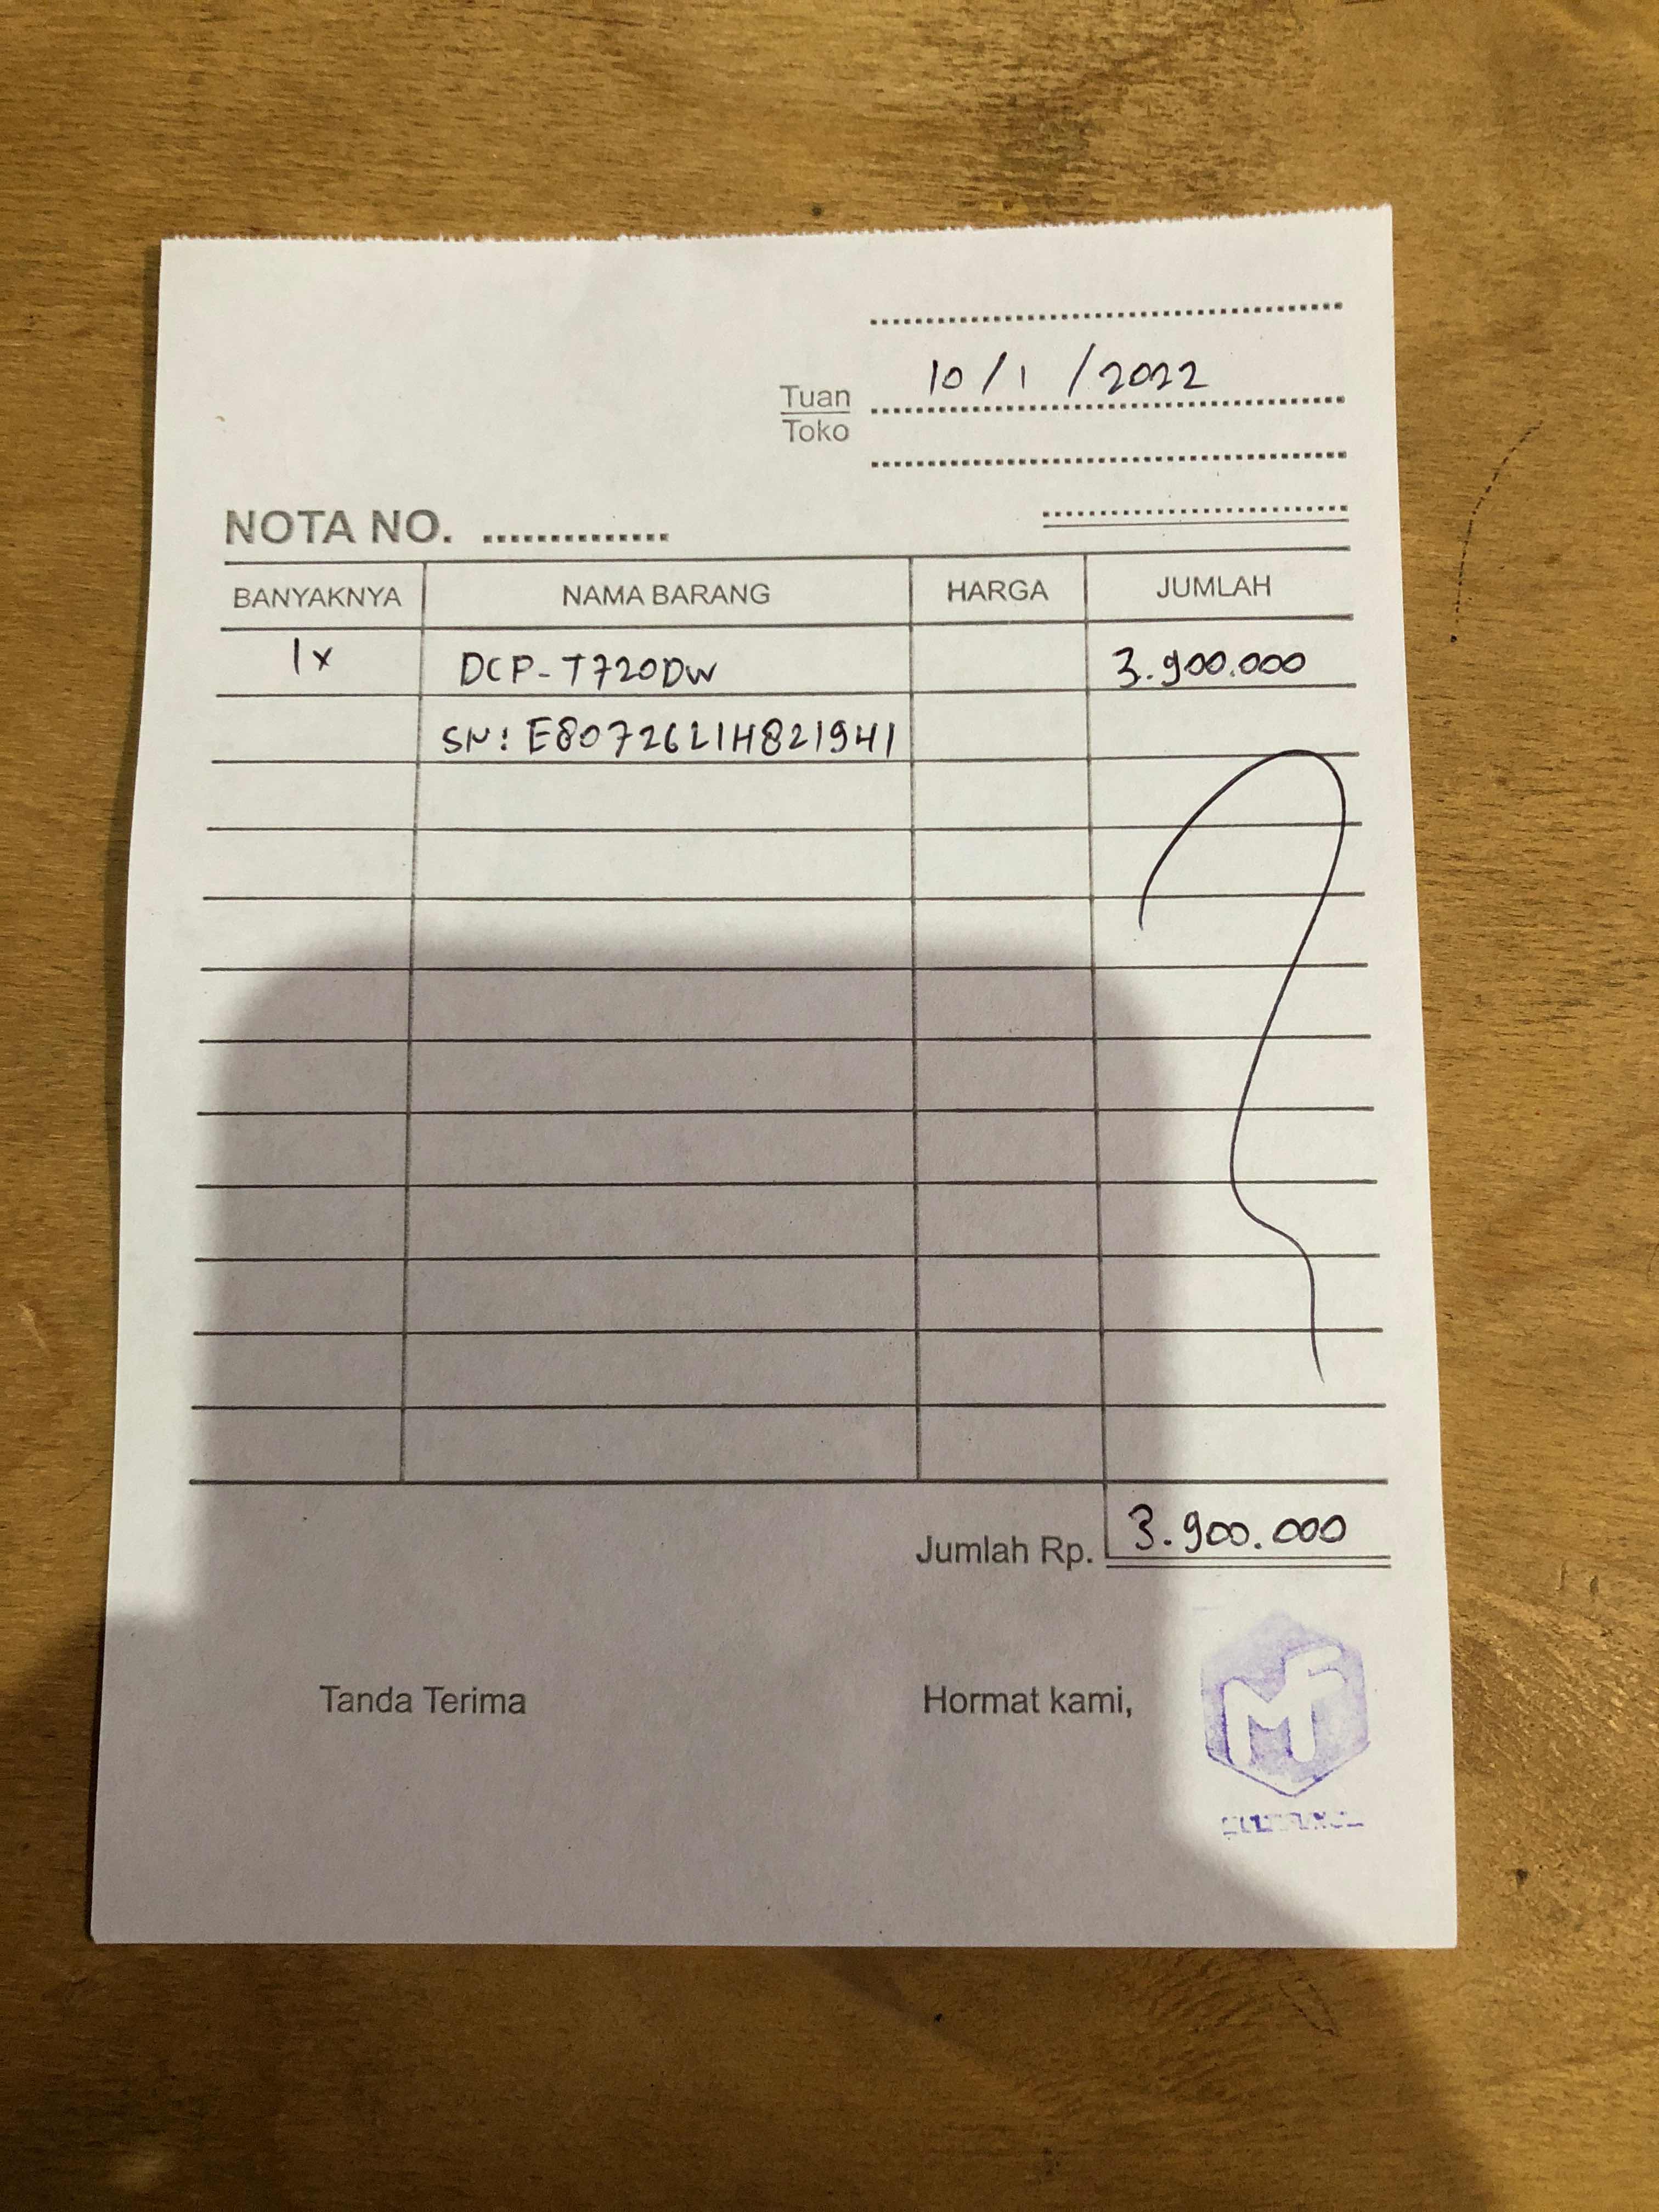 10/1/2022
Tuan
Toko
NOTA NO. ..............
BANYAKNYA NAMA BARANG HARGA JUMLAH
1x DCP-T720DW 3.900.000
SN: E80726L1H821941
Jumlah Rp. 3.900.000
Tanda Terima Hormat kami,
MF